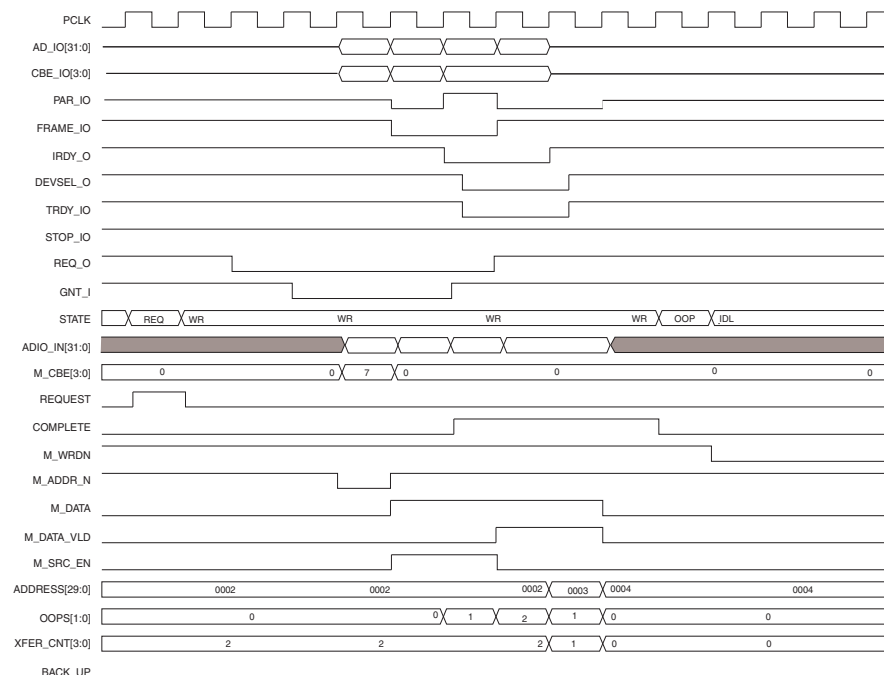 PCLK
AD_IO[31:0]
CBE_IO[3:0]
PAR_IO
FRAME_IO
IRDY_O
DEVSEL_O
TRDY_IO
STOP_IO
REQ_O
GNT_I
STATE REQ WR WR WR WR OOP IDL
ADIO_IN[31:0]
M_CBE[3:0] 0 0 7 0 0 0 0
REQUEST
COMPLETE
M_WRDN
M_ADDR_N
M_DATA
M_DATA_VLD
M_SRC_EN
ADDRESS[29:0] 0002 0002 0002 0003 0004 0004
OOPS[1:0] 0 0 1 2 1 0 0
XFER_CNT[3:0] 2 2 2 1 0 0
BACK_UP